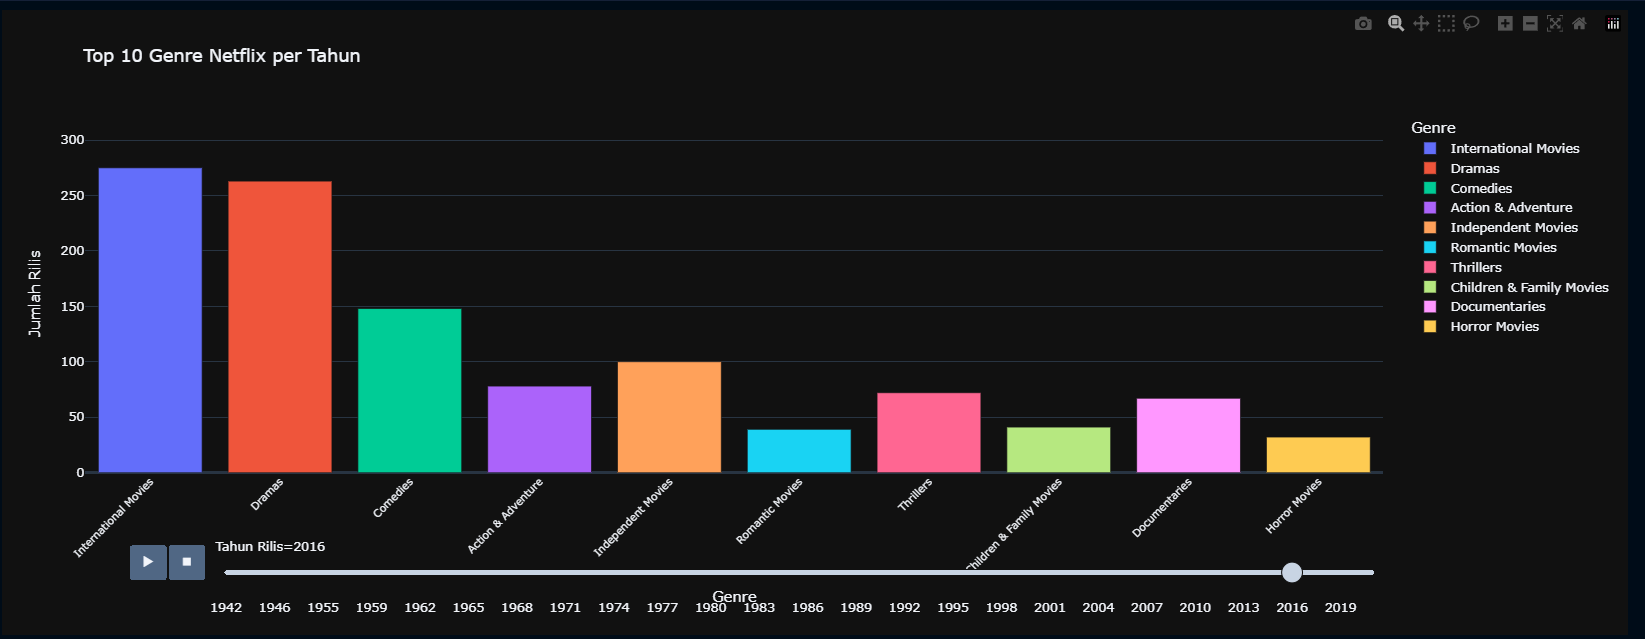 Top 10 Genre Netflix per Tahun
300
250
200
150
100
50
0
Jumlah Rilis
International Movies
Dramas
Comedies
Action & Adventure
Independent Movies
Romantic Movies
Thrillers
Children & Family Movies
Documentaries
Horror Movies
Genre
International Movies
Dramas
Comedies
Action & Adventure
Independent Movies
Romantic Movies
Thrillers
Children & Family Movies
Documentaries
Horror Movies
Tahun Rilis=2016
Genre
1942 1946 1955 1959 1962 1965 1968 1971 1974 1977 1980 1983 1986 1989 1992 1995 1998 2001 2004 2007 2010 2013 2016 2019